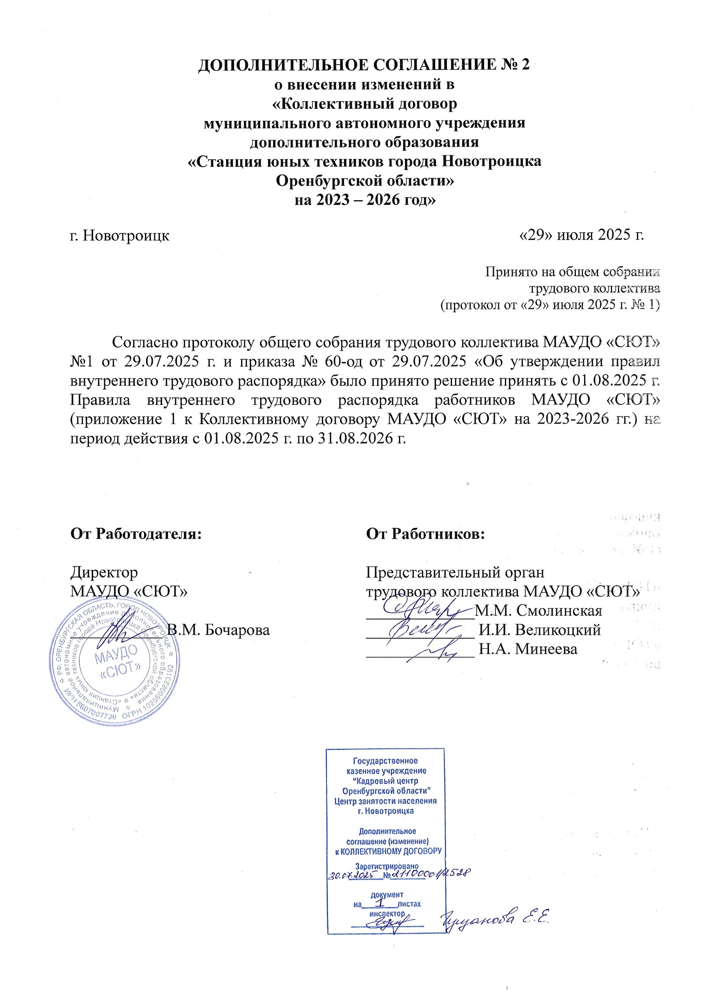 ДОПОЛНИТЕЛЬНОЕ СОГЛАШЕНИЕ № 2
о внесении изменений в
«Коллективный договор
муниципального автономного учреждения
дополнительного образования
«Станция юных техников города Новотроицка
Оренбургской области»
на 2023 – 2026 год»
г. Новотроицк «29» июля 2025 г.
Принято на общем собрании
трудового коллектива
(протокол от «29» июля 2025 г. № 1)
Согласно протоколу общего собрания трудового коллектива МАУДО «СЮТ»
№1 от 29.07.2025 г. и приказа № 60-од от 29.07.2025 «Об утверждении правил
внутреннего трудового распорядка» было принято решение принять с 01.08.2025 г.
Правила внутреннего трудового распорядка работников МАУДО «СЮТ»
(приложение 1 к Коллективному договору МАУДО «СЮТ» на 2023-2026 гг.) на
период действия с 01.08.2025 г. по 31.08.2026 г.
От Работодателя:
Директор
МАУДО «СЮТ»
В.М. Бочарова
От Работников:
Представительный орган
трудового коллектива МАУДО «СЮТ»
М.М. Смолинская
И.И. Великоцкий
Н.А. Минеева
РФ, ОРЕНБУРГСКАЯ ОБЛАСТЬ, ГОРОД НОВОТРОИЦК
ИНН 5607007729 ОГРН 1025600823192
Муниципальное автономное учреждение дополнительного образования
«Станция юных техников города Новотроицка Оренбургской области»
МАУДО
«СЮТ»
Государственное
казенное учреждение
“Кадровый центр
Оренбургской области”
Центр занятости населения
г. Новотроицка
Дополнительное
соглашение (изменение)
к КОЛЛЕКТИВНОМУ ДОГОВОРУ
Зарегистрировано
30.07.2025 № 21100001/2528
документ
на 1 листах
инспектор
Е.Е.